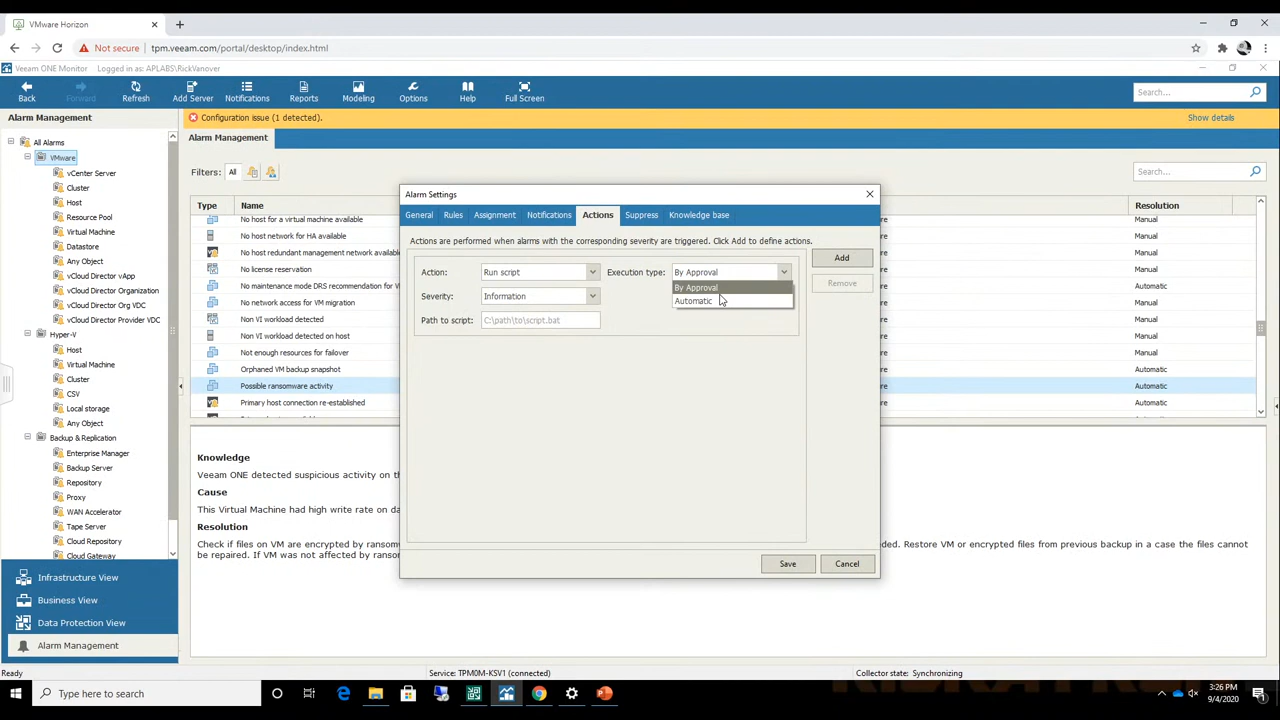 VMware Horizon
Not secure
tpm.veeam.com/portal/desktop/index.html
Veeam ONE Monitor Logged in as: APLABS\RickVanover
Back Forward Refresh Add Server Notifications Reports Modeling Options Help Full Screen Search...
Alarm Management
Configuration issue (1 detected). Show details
Alarm Management
Filters: All Search...
All Alarms
VMware
vCenter Server
Cluster
Host
Resource Pool
Virtual Machine
Datastore
Any Object
vCloud Director vApp
vCloud Director Organization
vCloud Director Org VDC
vCloud Director Provider VDC
Hyper-V
Host
Virtual Machine
Cluster
CSV
Local storage
Any Object
Backup & Replication
Enterprise Manager
Backup Server
Repository
Proxy
WAN Accelerator
Tape Server
Cloud Repository
Cloud Gateway
Infrastructure View
Business View
Data Protection View
Alarm Management
Type Name Resolution
No host for a virtual machine available Manual
No host network for HA available Manual
No host redundant management network available Manual
No license reservation Manual
No maintenance mode DRS recommendation for V Automatic
No network access for VM migration Manual
Non VI workload detected Manual
Non VI workload detected on host Manual
Not enough resources for failover Manual
Orphaned VM backup snapshot Automatic
Possible ransomware activity Automatic
Primary host connection re-established Automatic
Alarm Settings
General Rules Assignment Notifications Actions Suppress Knowledge base
Actions are performed when alarms with the corresponding severity are triggered. Click Add to define actions.
Action: Run script Execution type: By Approval
By Approval
Automatic
Severity: Information
Path to script: C:\path\to\script.bat
Add
Remove
Save Cancel
Knowledge
Veeam ONE detected suspicious activity on th
Cause
This Virtual Machine had high write rate on da
Resolution
Check if files on VM are encrypted by ransom
ded. Restore VM or encrypted files from previous backup in a case the files cannot
be repaired. If VM was not affected by ranson
Ready Service: TPM0M-KSV1 (connected) Collector state: Synchronizing
Type here to search
3:26 PM
9/4/2020